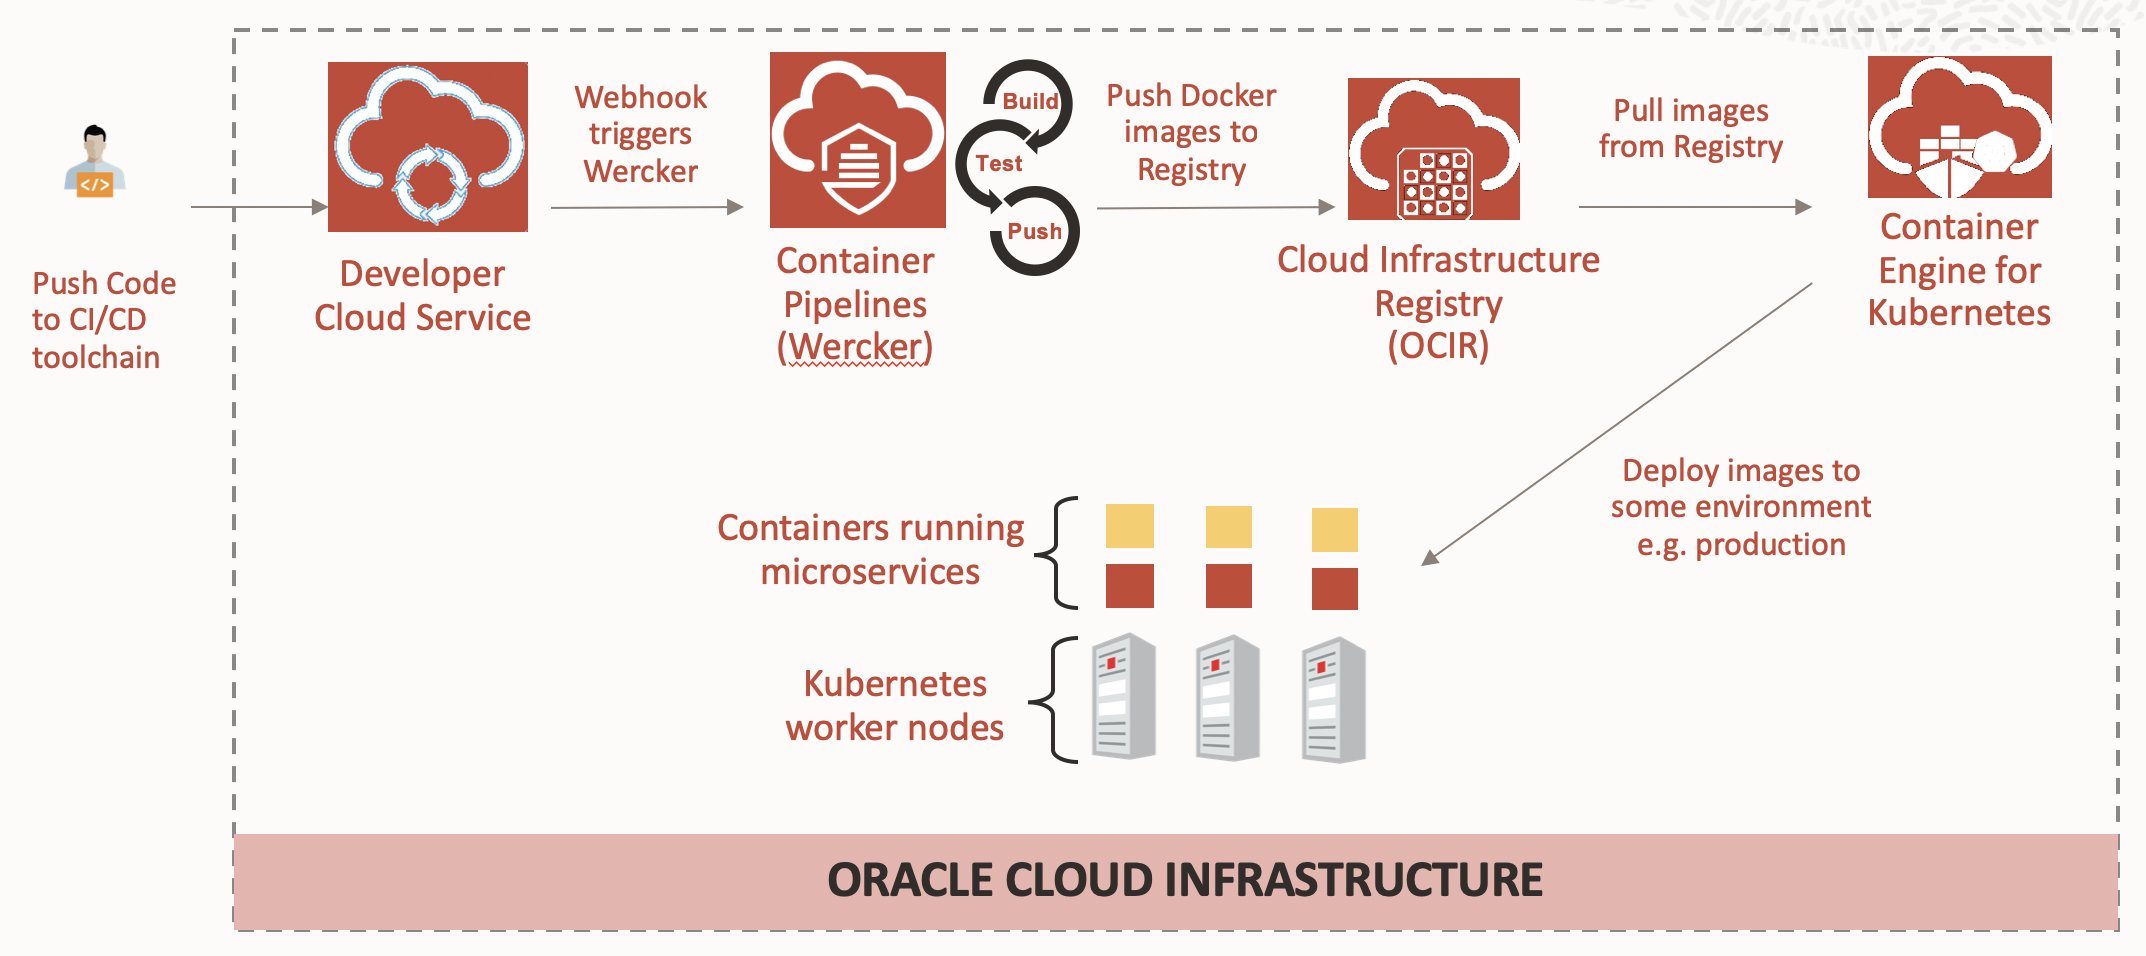 Push Code
to CI/CD
toolchain
</>
Developer
Cloud Service
Webhook
triggers
Wercker
Container
Pipelines
(Wercker)
Build
Test
Push
Push Docker
images to
Registry
Cloud Infrastructure
Registry
(OCIR)
Pull images
from Registry
Container
Engine for
Kubernetes
Deploy images to
some environment
e.g. production
Containers running
microservices
Kubernetes
worker nodes
ORACLE CLOUD INFRASTRUCTURE